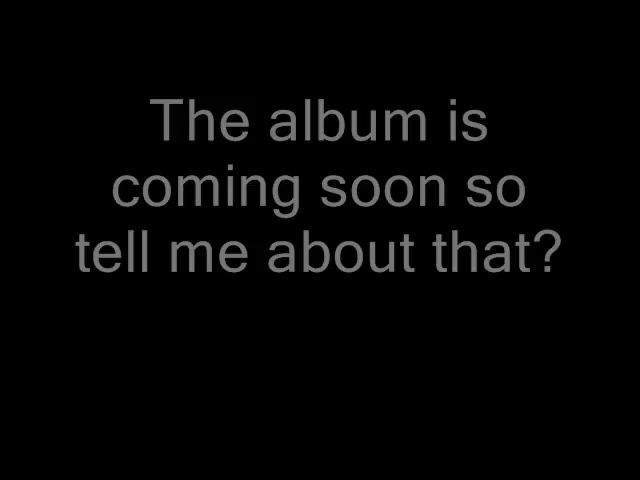 The album is
coming soon so
tell me about that?